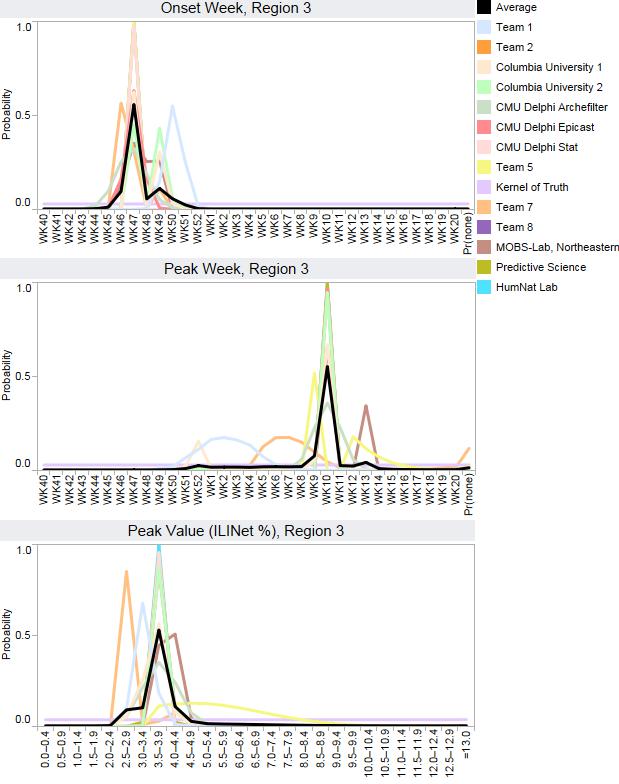 Onset Week, Region 3
Probability
1.0
0.5
0.0
WK40
WK41
WK42
WK43
WK44
WK45
WK46
WK47
WK48
WK49
WK50
WK51
WK52
WK1
WK2
WK3
WK4
WK5
WK6
WK7
WK8
WK9
WK10
WK11
WK12
WK13
WK14
WK15
WK16
WK17
WK18
WK19
WK20
Pr(none)
Average
Team 1
Team 2
Columbia University 1
Columbia University 2
CMU Delphi Archefilter
CMU Delphi Epicast
CMU Delphi Stat
Team 5
Kernel of Truth
Team 7
Team 8
MOBS-Lab, Northeastern
Predictive Science
HumNat Lab
Peak Week, Region 3
Probability
1.0
0.5
0.0
WK40
WK41
WK42
WK43
WK44
WK45
WK46
WK47
WK48
WK49
WK50
WK51
WK52
WK1
WK2
WK3
WK4
WK5
WK6
WK7
WK8
WK9
WK10
WK11
WK12
WK13
WK14
WK15
WK16
WK17
WK18
WK19
WK20
Pr(none)
Peak Value (ILINet %), Region 3
Probability
1.0
0.5
0.0
0.0–0.4
0.5–0.9
1.0–1.4
1.5–1.9
2.0–2.4
2.5–2.9
3.0–3.4
3.5–3.9
4.0–4.4
4.5–4.9
5.0–5.4
5.5–5.9
6.0–6.4
6.5–6.9
7.0–7.4
7.5–7.9
8.0–8.4
8.5–8.9
9.0–9.4
9.5–9.9
10.0–10.4
10.5–10.9
11.0–11.4
11.5–11.9
12.0–12.4
12.5–12.9
=13.0